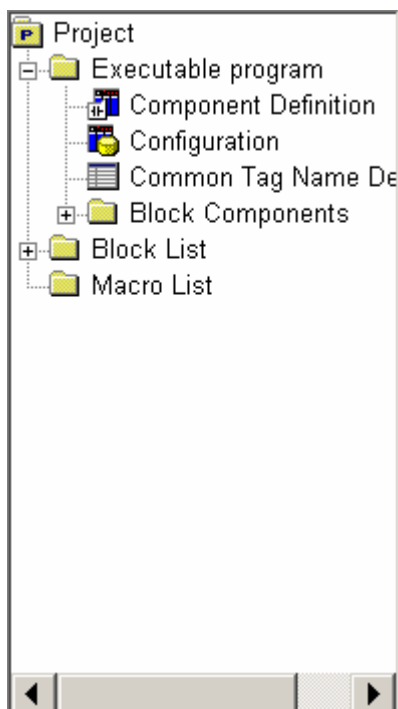 P Project
Executable program
Component Definition
Configuration
Common Tag Name De
Block Components
Block List
Macro List